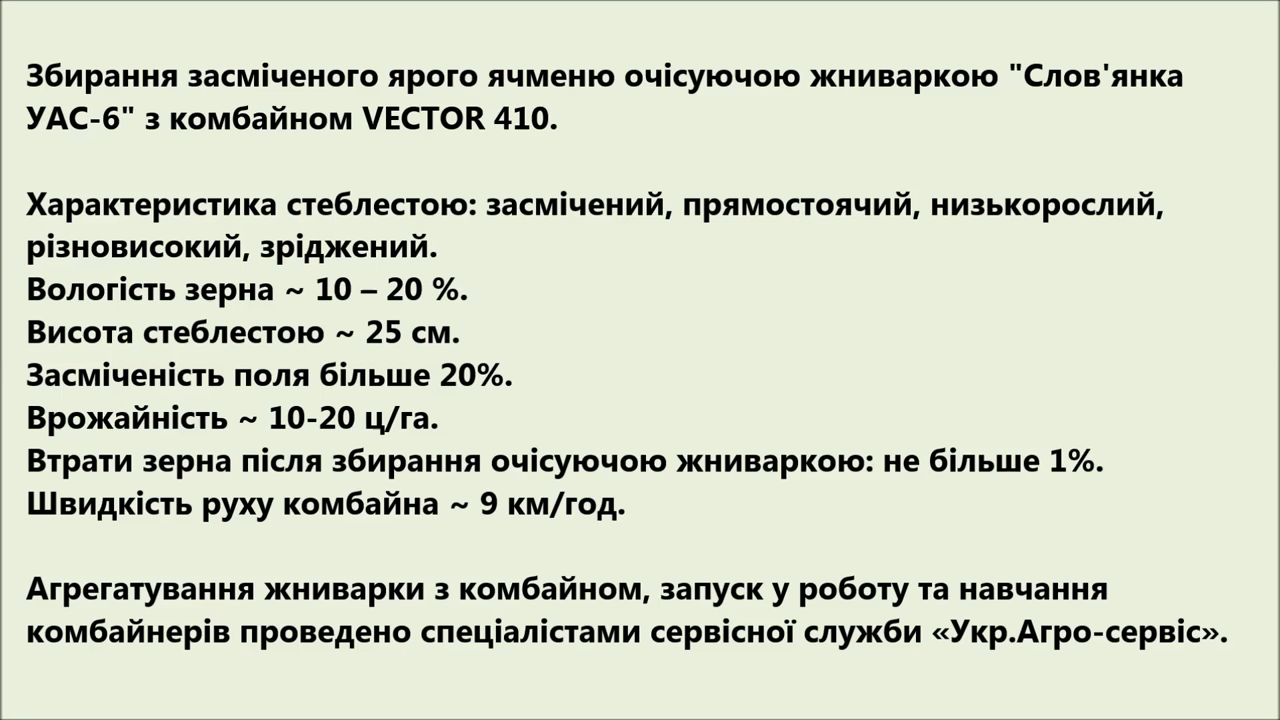 Збирання засміченого ярого ячменю очісуючою жниваркою "Слов'янка
УАС-6" з комбайном VECTOR 410.
Характеристика стеблестою: засмічений, прямостоячий, низькорослий,
різновисокий, зріджений.
Вологість зерна ~ 10 – 20 %.
Висота стеблестою ~ 25 см.
Засміченість поля більше 20%.
Врожайність ~ 10-20 ц/га.
Втрати зерна після збирання очісуючою жниваркою: не більше 1%.
Швидкість руху комбайна ~ 9 км/год.
Агрегатування жниварки з комбайном, запуск у роботу та навчання
комбайнерів проведено спеціалістами сервісної служби «Укр.Агро-сервіс».